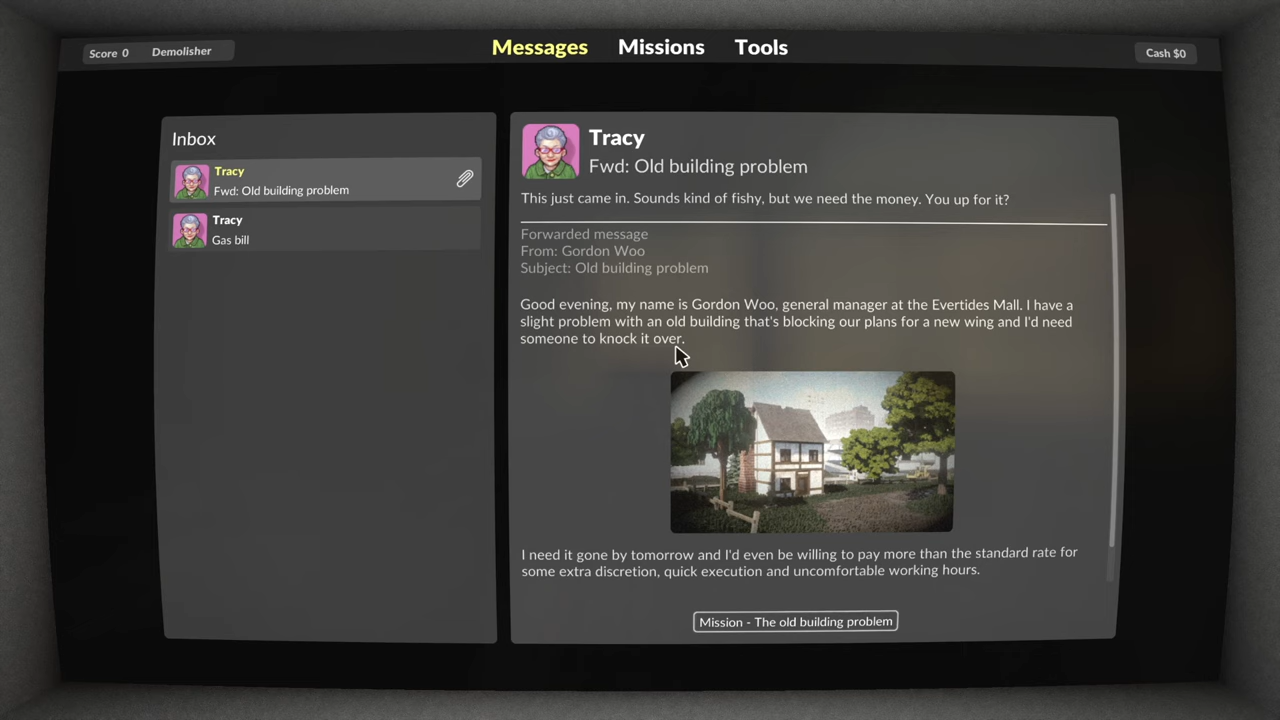 Score 0 Demolisher Messages Missions Tools Cash $0
Inbox
Tracy
Fwd: Old building problem
Tracy
Gas bill
Tracy
Fwd: Old building problem
This just came in. Sounds kind of fishy, but we need the money. You up for it?
Forwarded message
From: Gordon Woo
Subject: Old building problem
Good evening, my name is Gordon Woo, general manager at the Evertides Mall. I have a
slight problem with an old building that's blocking our plans for a new wing and I'd need
someone to knock it over.
I need it gone by tomorrow and I'd even be willing to pay more than the standard rate for
some extra discretion, quick execution and uncomfortable working hours.
Mission - The old building problem